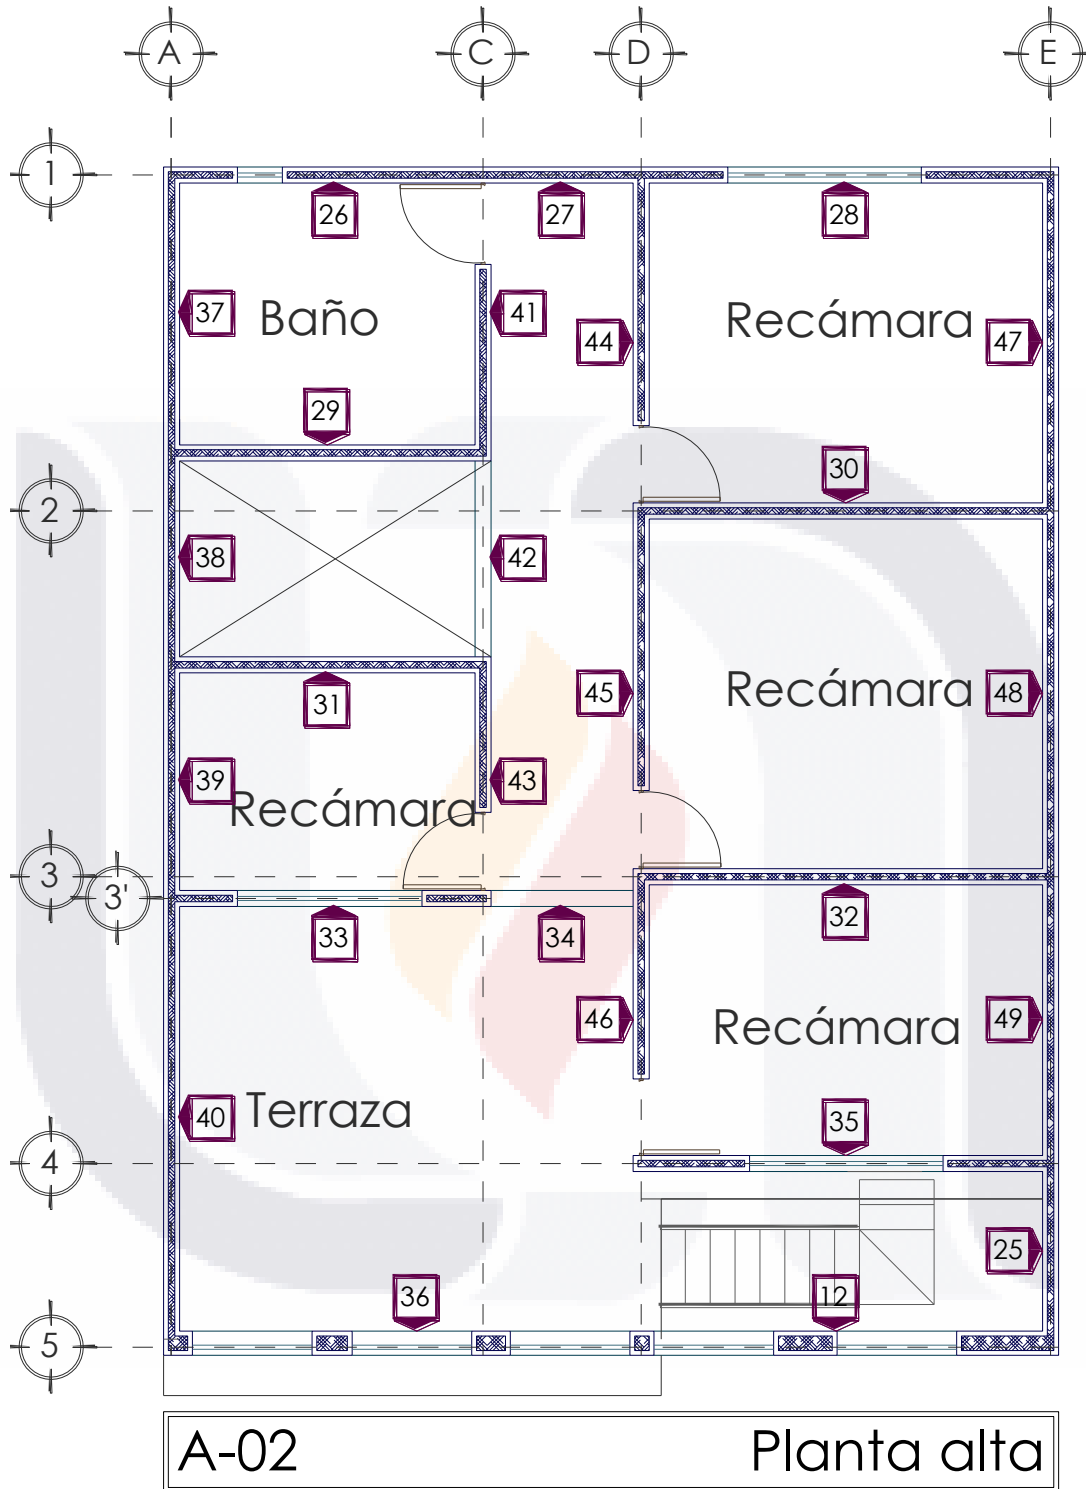 A C D E
1
26 27 28
37 Baño 41 44 Recámara 47
29
30
2
38 42
31 45 Recámara 48
39 Recámara 43
3
3'
33 34 32
46 Recámara 49
40 Terraza 35
4
25
36 12
5
A-02 Planta alta